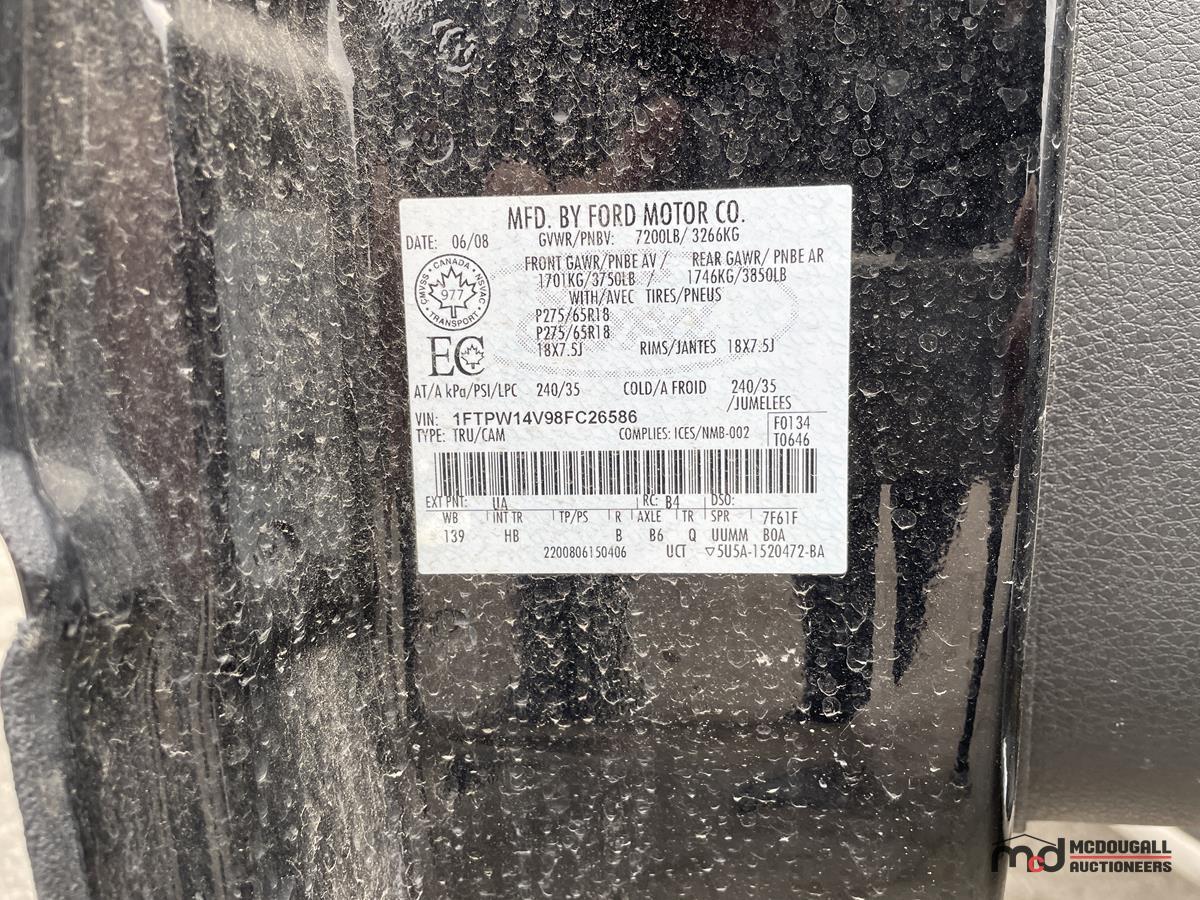 MFD. BY FORD MOTOR CO.
DATE: 06/08 GVWR/PNBV: 7200LB/ 3266KG
FRONT GAWR/PNBE AV / REAR GAWR/ PNBE AR
1701KG/3750LB / 1746KG/3850LB
WITH/AVEC TIRES/PNEUS
P275/65R18
P275/65R18
18X7.5J RIMS/JANTES 18X7.5J
CANADA
CMVSS 977 NSVAC
TRANSPORT
EC
AT/A kPa/PSI/LPC 240/35 COLD/A FROID 240/35
/JUMELEES
VIN: 1FTPW14V98FC26586
TYPE: TRU/CAM COMPLIES: ICES/NMB-002
F0134
T0646
EXT PNT: UA RC: B4 DSO:
WB INT TR TP/PS R AXLE TR SPR 7F61F
139 HB B B6 Q UUMM BOA
2200806150406 UCT ▽5U5A-1520472-BA
mcd MCDOUGALL
AUCTIONEERS